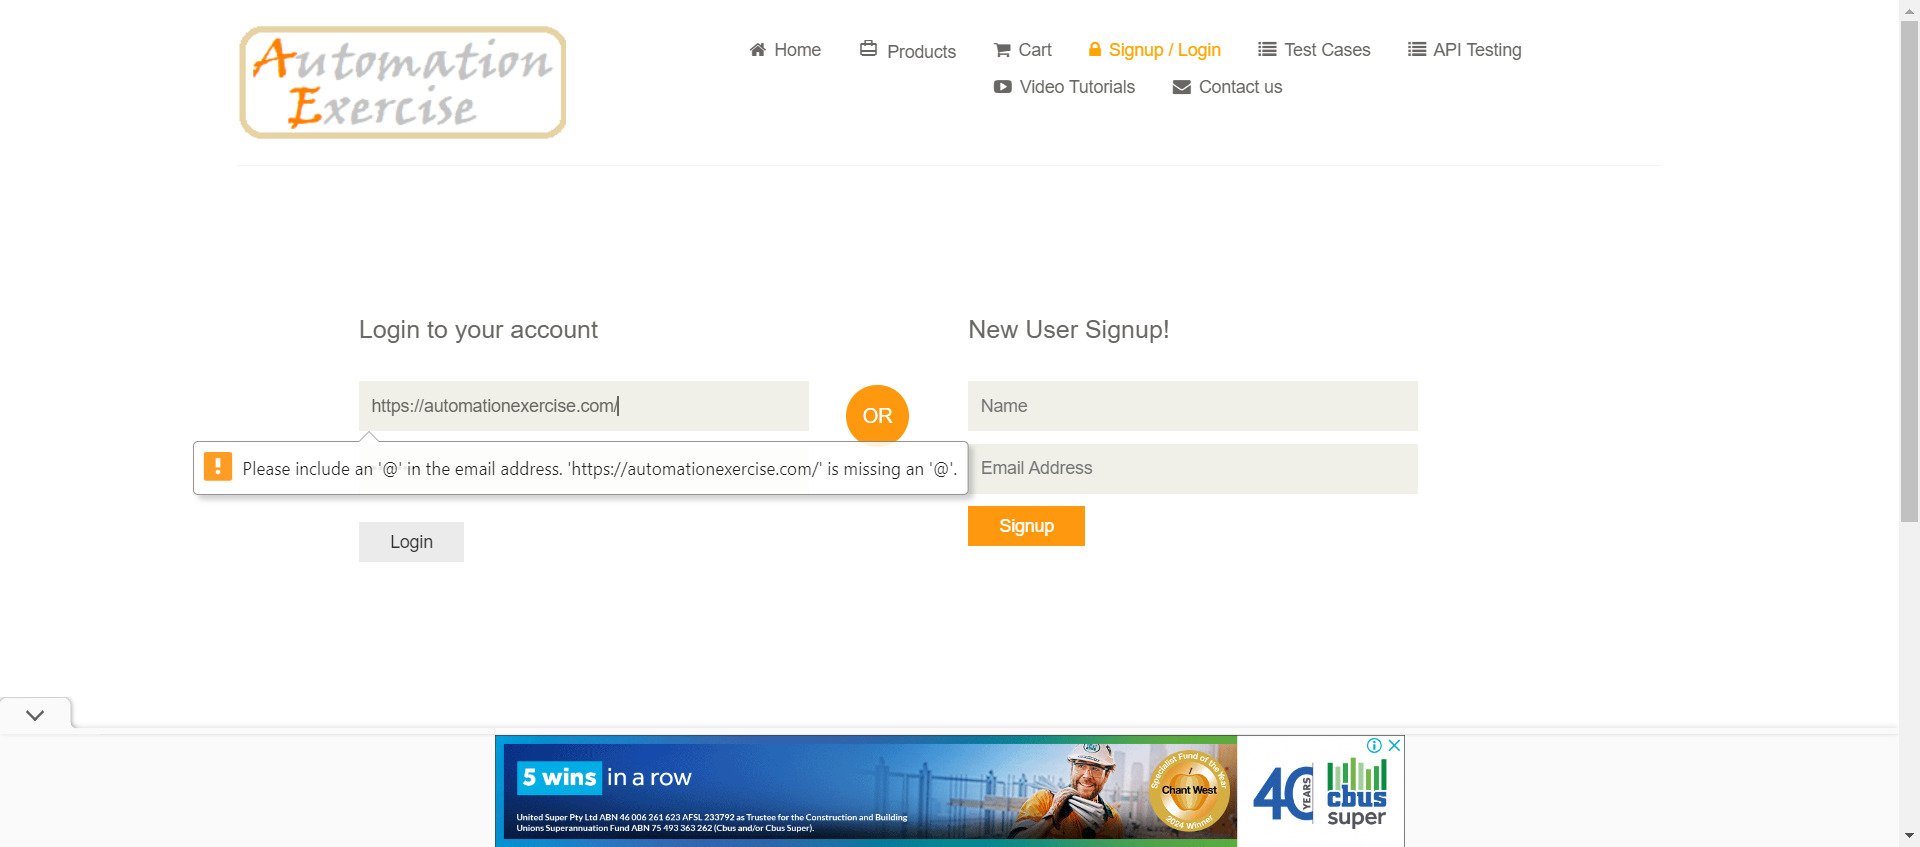 Automation
Exercise
Home
Products
Cart
Signup / Login
Test Cases
API Testing
Video Tutorials
Contact us
Login to your account
New User Signup!
https://automationexercise.com/
OR
Name
Please include an '@' in the email address. 'https://automationexercise.com/' is missing an '@'.
Email Address
Signup
Login
5 wins in a row
United Super Pty Ltd ABN 46 006 261 623 AFSL 233792 as Trustee for the Construction and Building
Unions Superannuation Fund ABN 75 493 363 262 (Cbus and/or Cbus Super).
Specialist Fund of the Year
Chant West
2024 Winner
40 YEARS
cbus
super